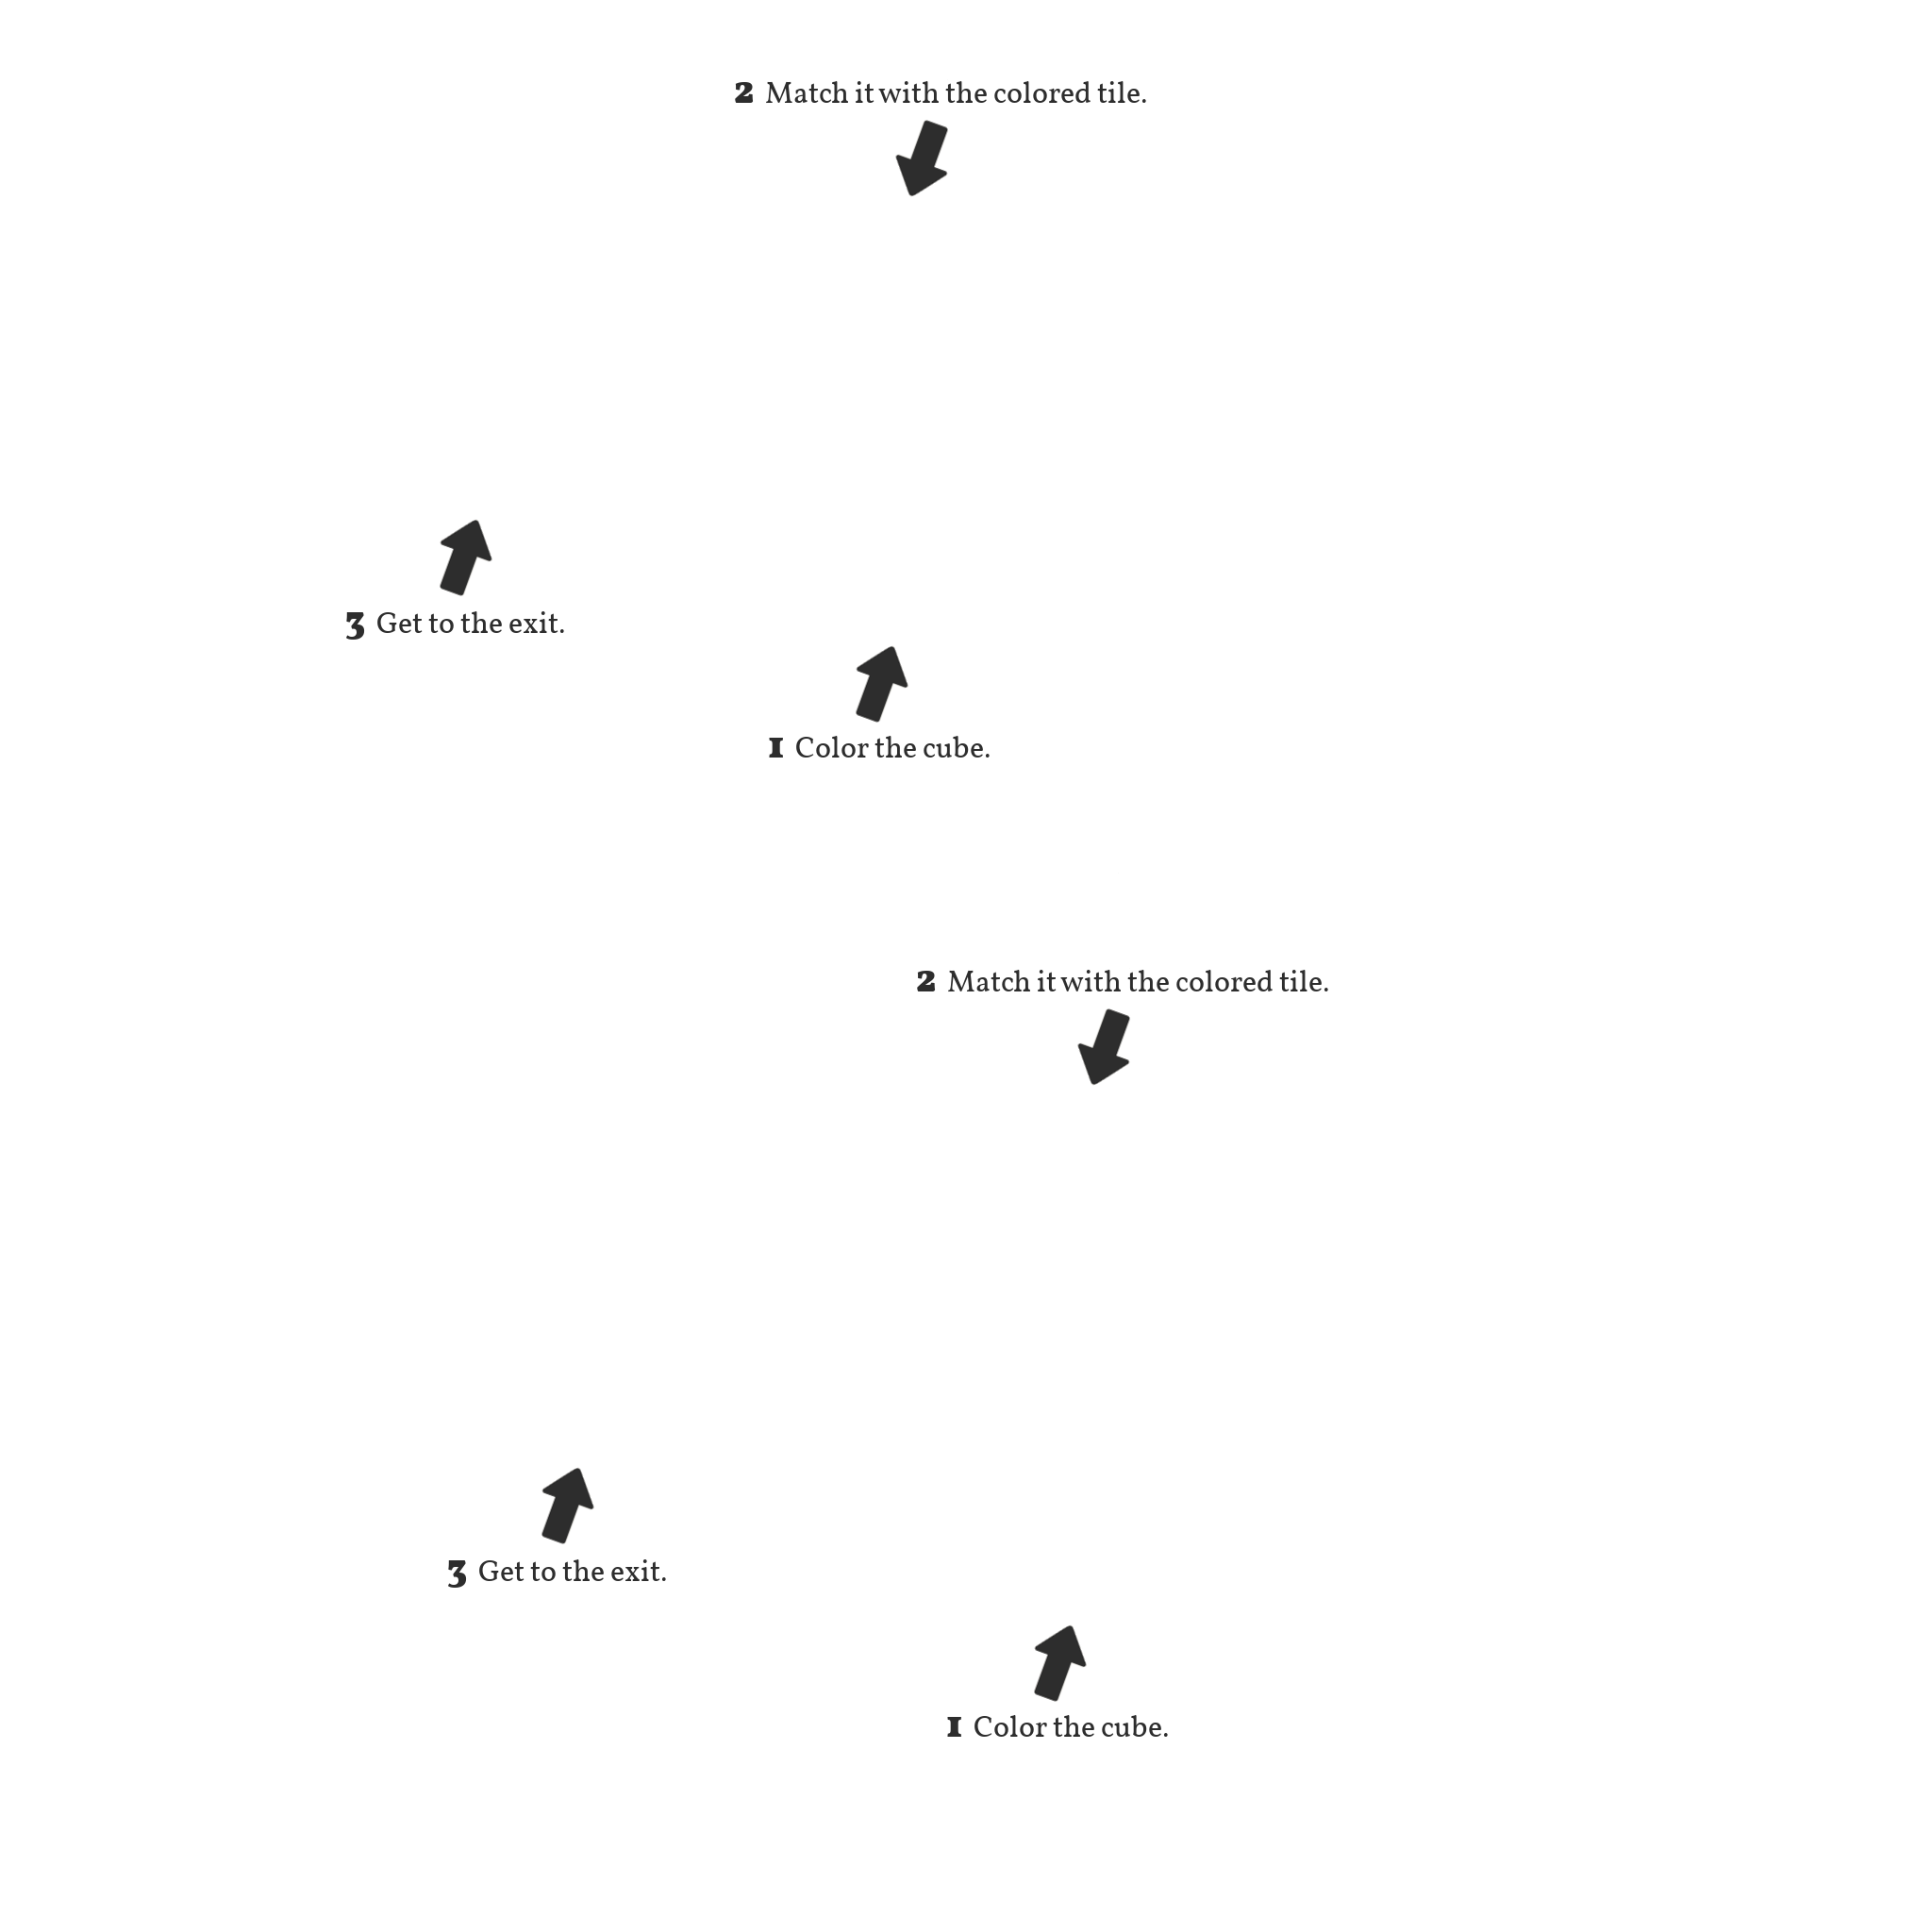 2 Match it with the colored tile.
3 Get to the exit.
1 Color the cube.
2 Match it with the colored tile.
3 Get to the exit.
1 Color the cube.